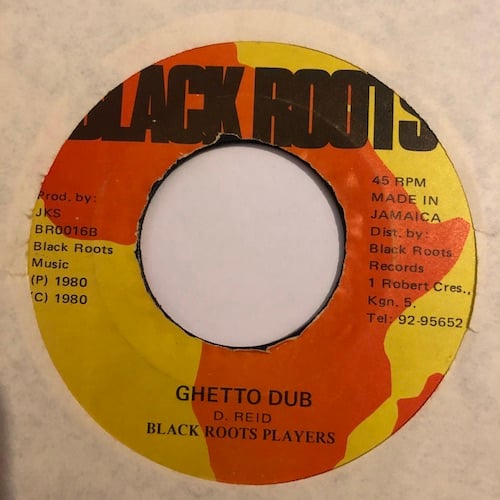 BLACK ROOTS
Prod. by:
JKS
BR0016B
Black Roots
Music
(P) 1980
(C) 1980
45 RPM
MADE IN
JAMAICA
Dist. by:
Black Roots
Records
1 Robert Cres.,
Kgn. 5.
Tel: 92-95652
GHETTO DUB
D. REID
BLACK ROOTS PLAYERS